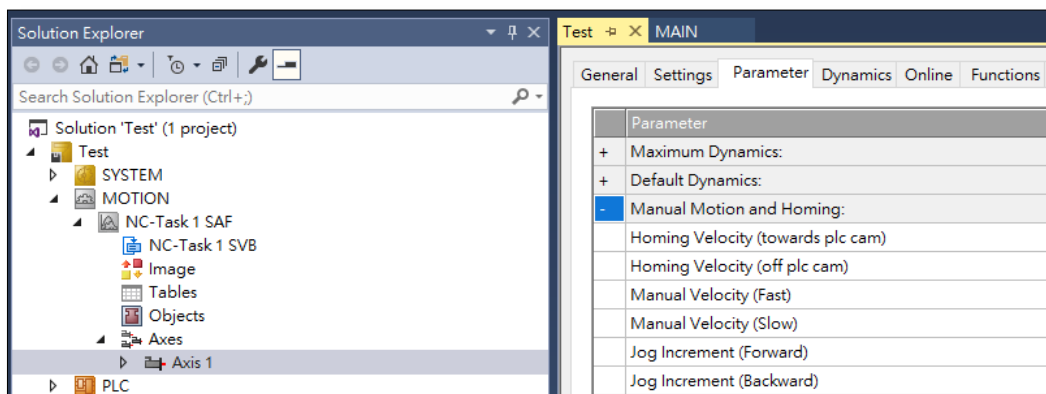 Solution Explorer
Search Solution Explorer (Ctrl+;)
Solution 'Test' (1 project)
Test
SYSTEM
MOTION
NC-Task 1 SAF
NC-Task 1 SVB
Image
Tables
Objects
Axes
Axis 1
PLC
Test MAIN
General Settings Parameter Dynamics Online Functions
Parameter
+ Maximum Dynamics:
+ Default Dynamics:
- Manual Motion and Homing:
Homing Velocity (towards plc cam)
Homing Velocity (off plc cam)
Manual Velocity (Fast)
Manual Velocity (Slow)
Jog Increment (Forward)
Jog Increment (Backward)